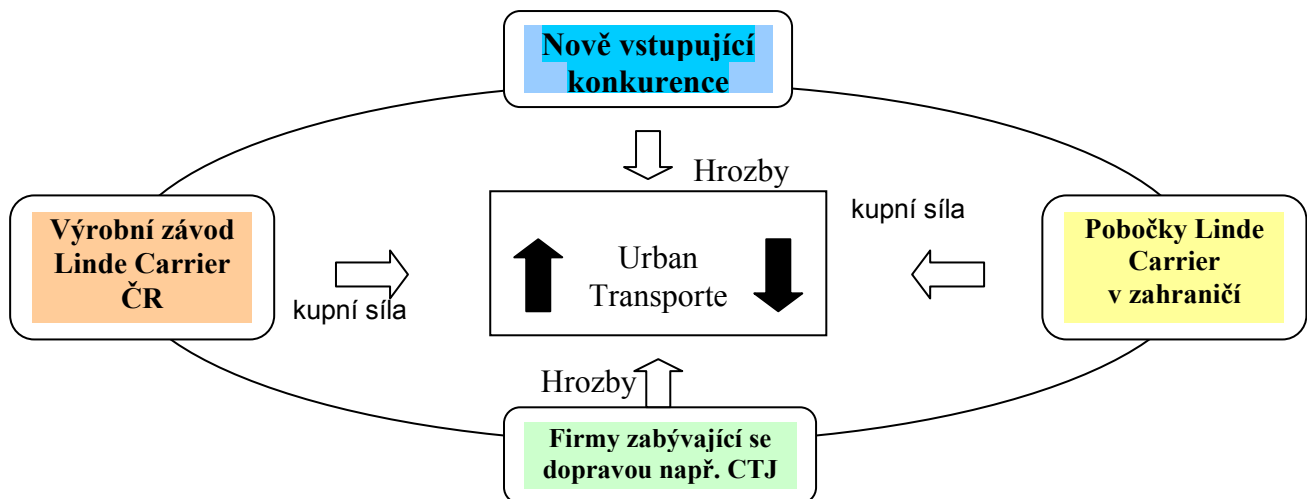 Nově vstupující
konkurence
Hrozby
kupní síla
Výrobní závod
Linde Carrier
ČR
kupní síla
Urban
Transporte
Pobočky Linde
Carrier
v zahraničí
Hrozby
Firmy zabývající se
dopravou např. CTJ